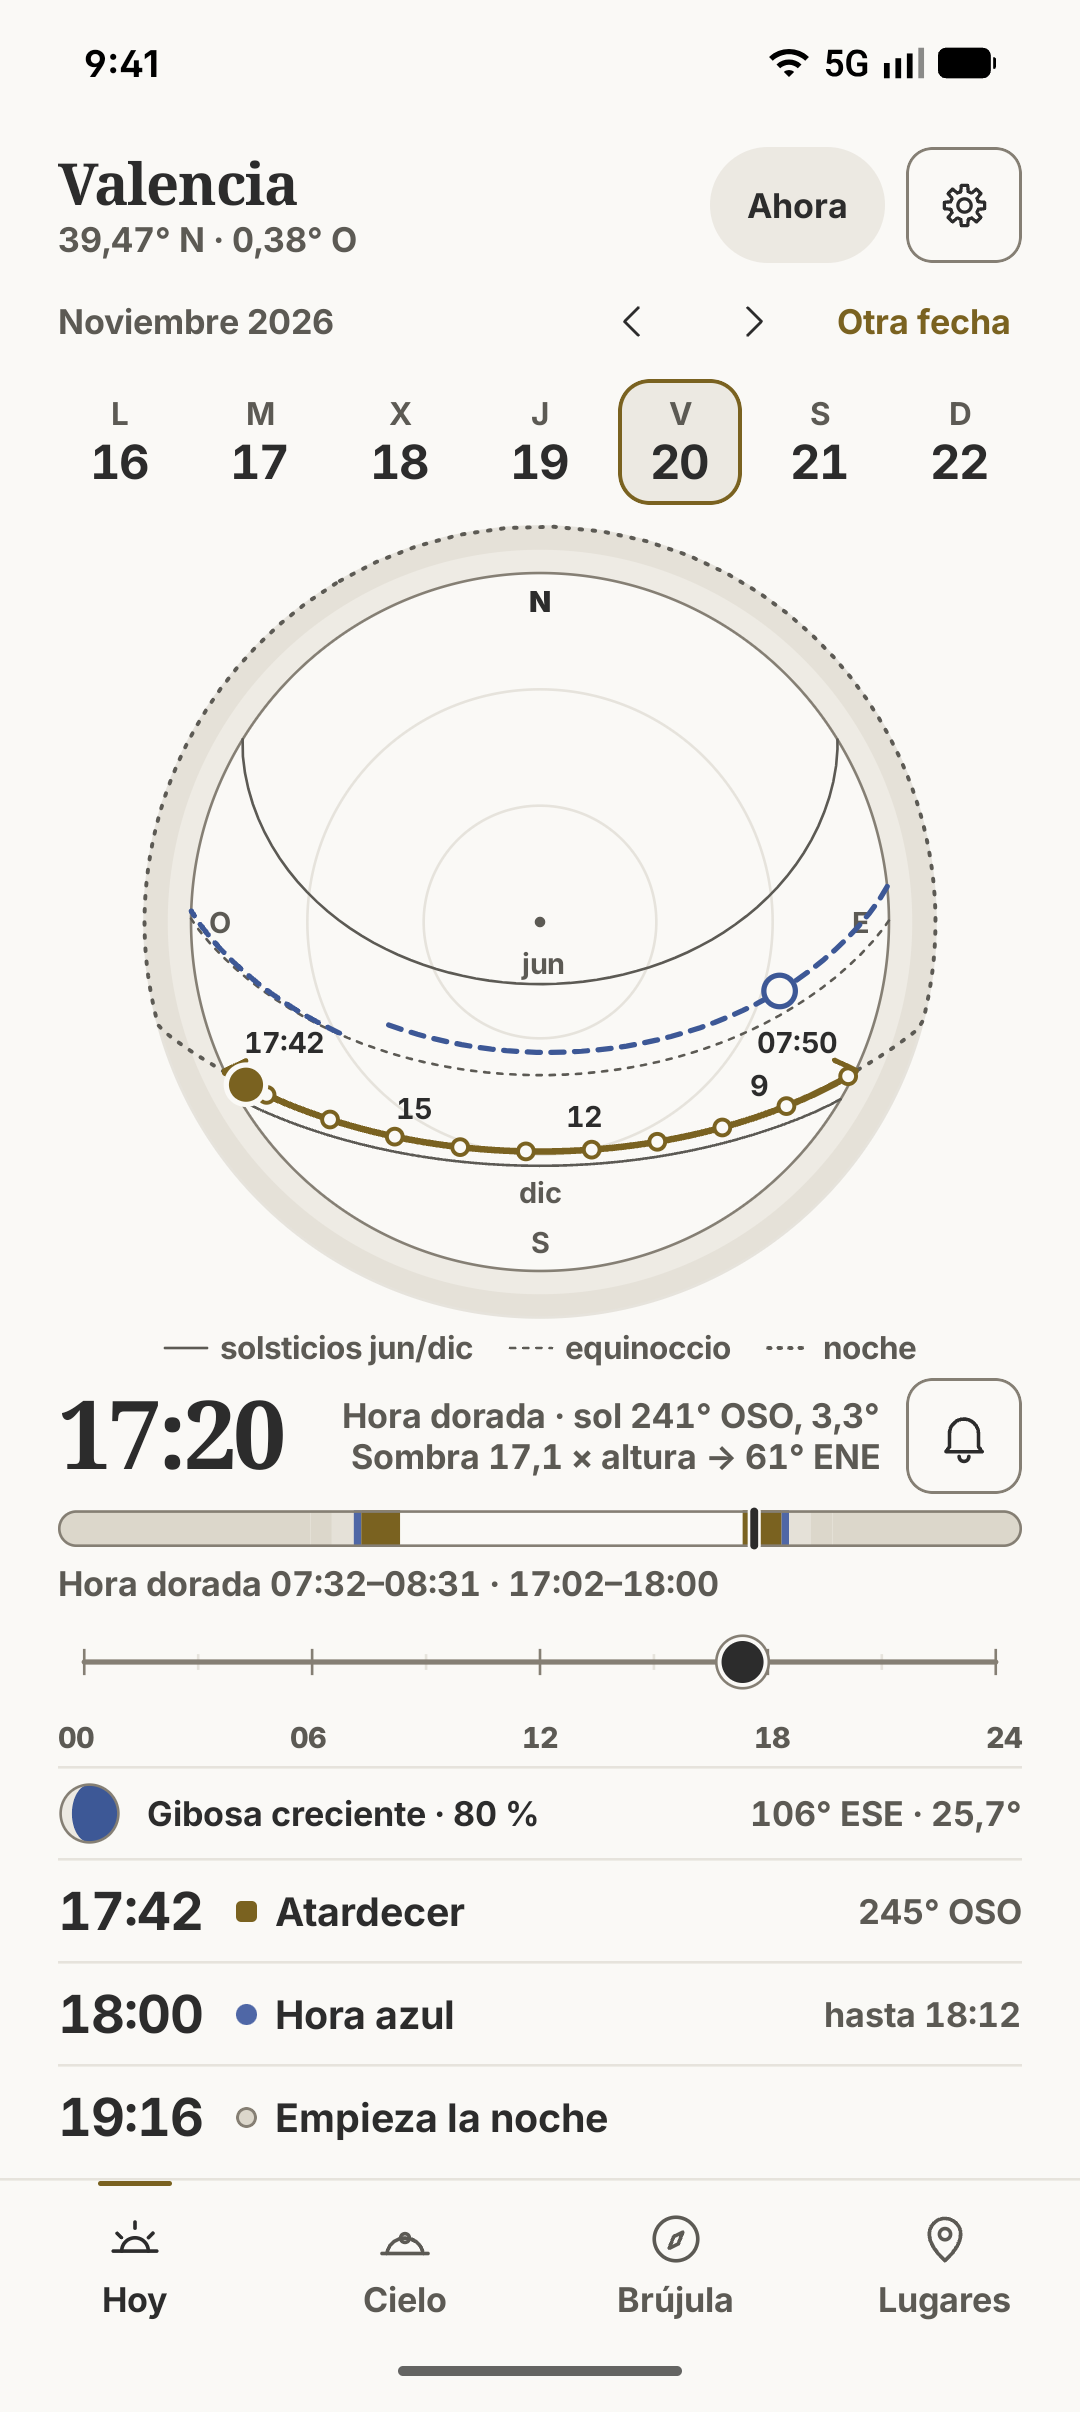 9:41
5G
Valencia
39,47° N · 0,38° O
Ahora
Noviembre 2026
Otra fecha
L M X J V S D
16 17 18 19 20 21 22
N
O
E
jun
17:42
07:50
9
15
12
dic
S
solsticios jun/dic
equinoccio
noche
17:20
Hora dorada · sol 241° OSO, 3,3°
Sombra 17,1 × altura → 61° ENE
Hora dorada 07:32–08:31 · 17:02–18:00
00 06 12 18 24
Gibosa creciente · 80 %
106° ESE · 25,7°
17:42 Atardecer 245° OSO
18:00 Hora azul hasta 18:12
19:16 Empieza la noche
Hoy Cielo Brújula Lugares